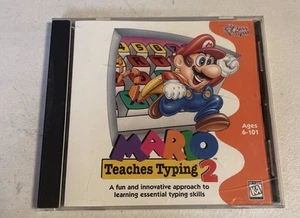 Ages
6-101
MARIO
Teaches Typing 2
A fun and innovative approach to
learning essential typing skills